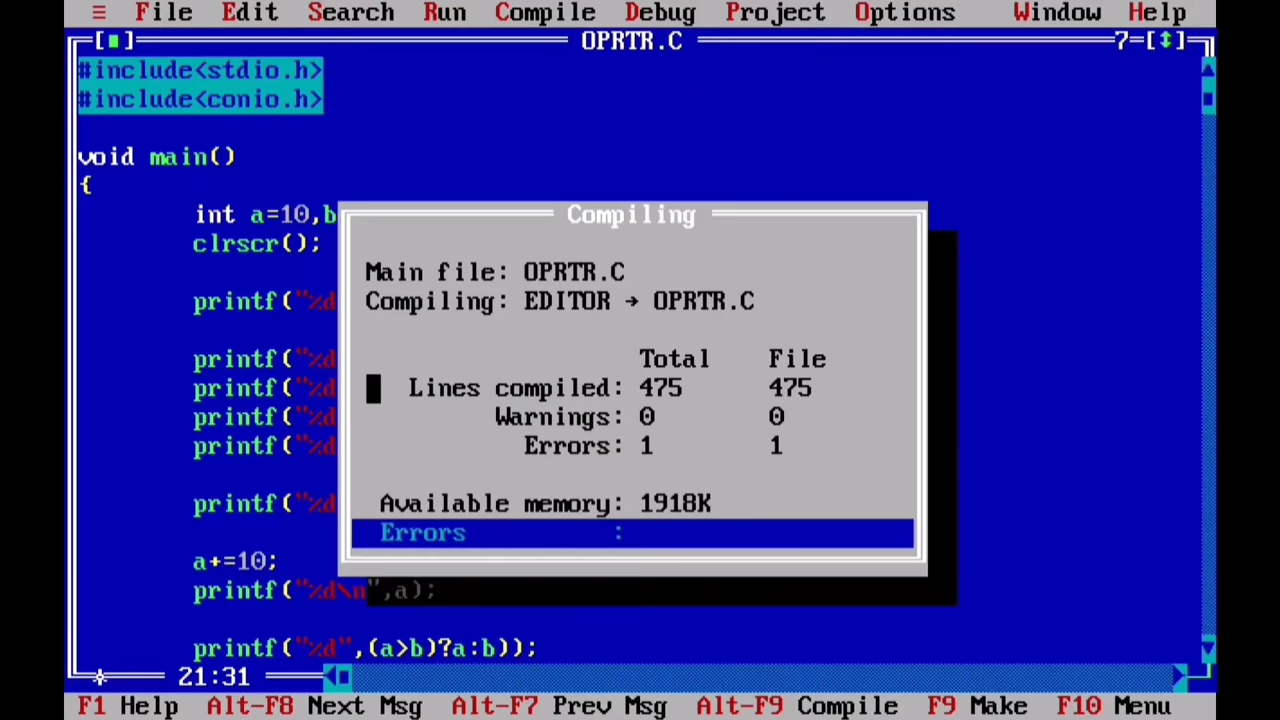 ≡ File Edit Search Run Compile Debug Project Options Window Help
[■] OPRTR.C 7=[↕]
#include<stdio.h>
#include<conio.h>
void main()
{
int a=10,b
clrscr();
printf("%d
printf("%d
printf("%d
printf("%d
printf("%d
printf("%d
a+=10;
printf("%d\n",a);
printf("%d",(a>b)?a:b));
Compiling
Main file: OPRTR.C
Compiling: EDITOR → OPRTR.C
Total File
Lines compiled: 475 475
Warnings: 0 0
Errors: 1 1
Available memory: 1918K
Errors :
21:31
F1 Help Alt-F8 Next Msg Alt-F7 Prev Msg Alt-F9 Compile F9 Make F10 Menu